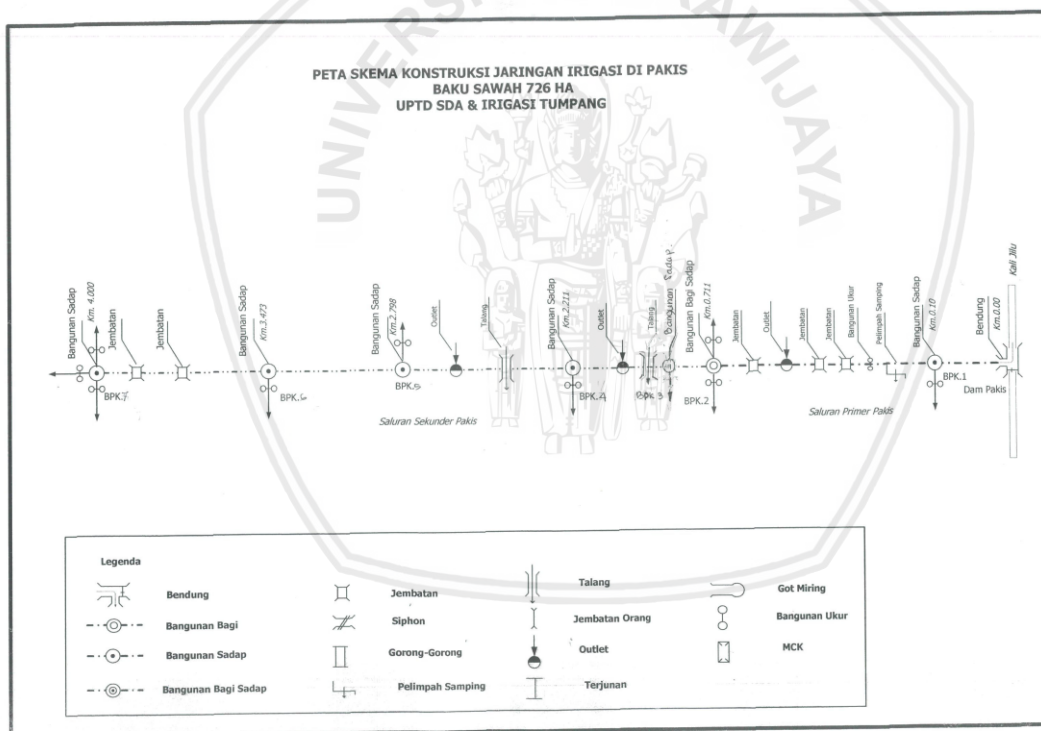 UNIVERS
RAWIJAYA
PETA SKEMA KONSTRUKSI JARINGAN IRIGASI DI PAKIS
BAKU SAWAH 726 HA
UPTD SDA & IRIGASI TUMPANG
Bangunan Sadap
Km. 4.000
Jembatan
Jembatan
Bangunan Sadap
Km.3.473
Bangunan Sadap
Km.2.798
Outlet
Talang
Bangunan Sadap
Km.2.211
Outlet
Talang
Bangunan Sadap.
Bangunan Bagi Sadap
Km.0.711
Jembatan
Outlet
Jembatan
Jembatan
Bangunan Ukur
Pelimpah Samping
Bangunan Sadap
Km.0.10
Bendung
Km.0.00
Kali Jilu
BPK.7
BPK.6
BPK.5
BPK.4
BPK 3
BPK.2
BPK.1
Dam Pakis
Saluran Sekunder Pakis
Saluran Primer Pakis
Legenda
Bendung
Jembatan
Talang
Got Miring
Bangunan Bagi
Siphon
Jembatan Orang
Bangunan Ukur
Bangunan Sadap
Gorong-Gorong
Outlet
MCK
Bangunan Bagi Sadap
Pelimpah Samping
Terjunan